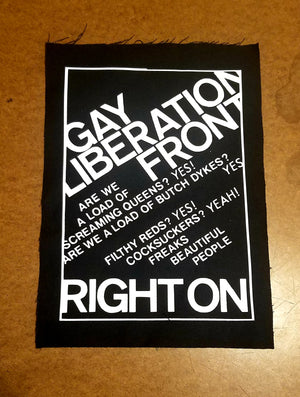 GAY
LIBERATION
FRONT
ARE WE
A LOAD OF
SCREAMING QUEENS? YES!
ARE WE A LOAD OF BUTCH DYKES? YES
FILTHY REDS? YES!
COCKSUCKERS? YEAH!
FREAKS
BEAUTIFUL
PEOPLE
RIGHT ON